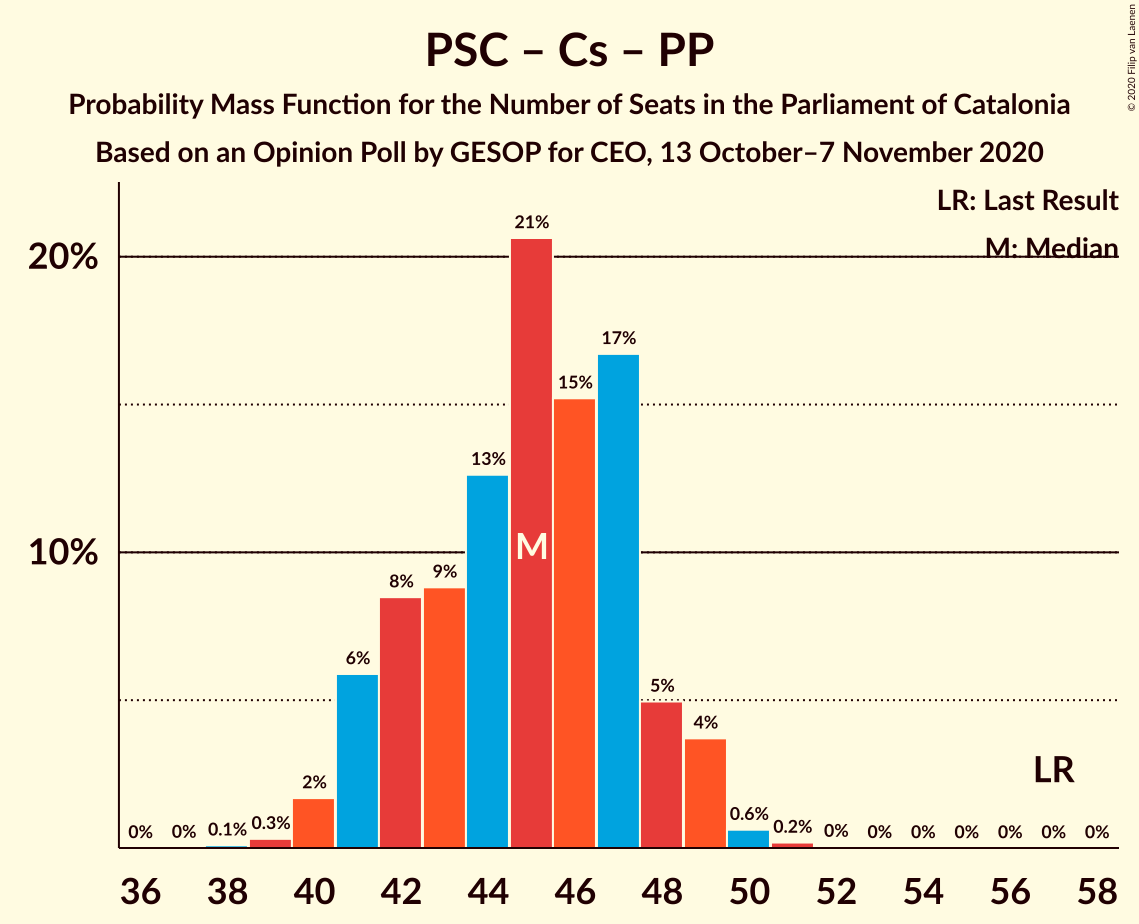 PSC – Cs – PP
Probability Mass Function for the Number of Seats in the Parliament of Catalonia
Based on an Opinion Poll by GESOP for CEO, 13 October–7 November 2020
© 2020 Filip van Laenen
LR: Last Result
M: Median
20%
10%
0% 0% 0.1% 0.3% 2% 6% 8% 9% 13% 21% 15% 17% 5% 4% 0.6% 0.2% 0% 0% 0% 0% 0% 0% 0%
M
LR
36 38 40 42 44 46 48 50 52 54 56 58